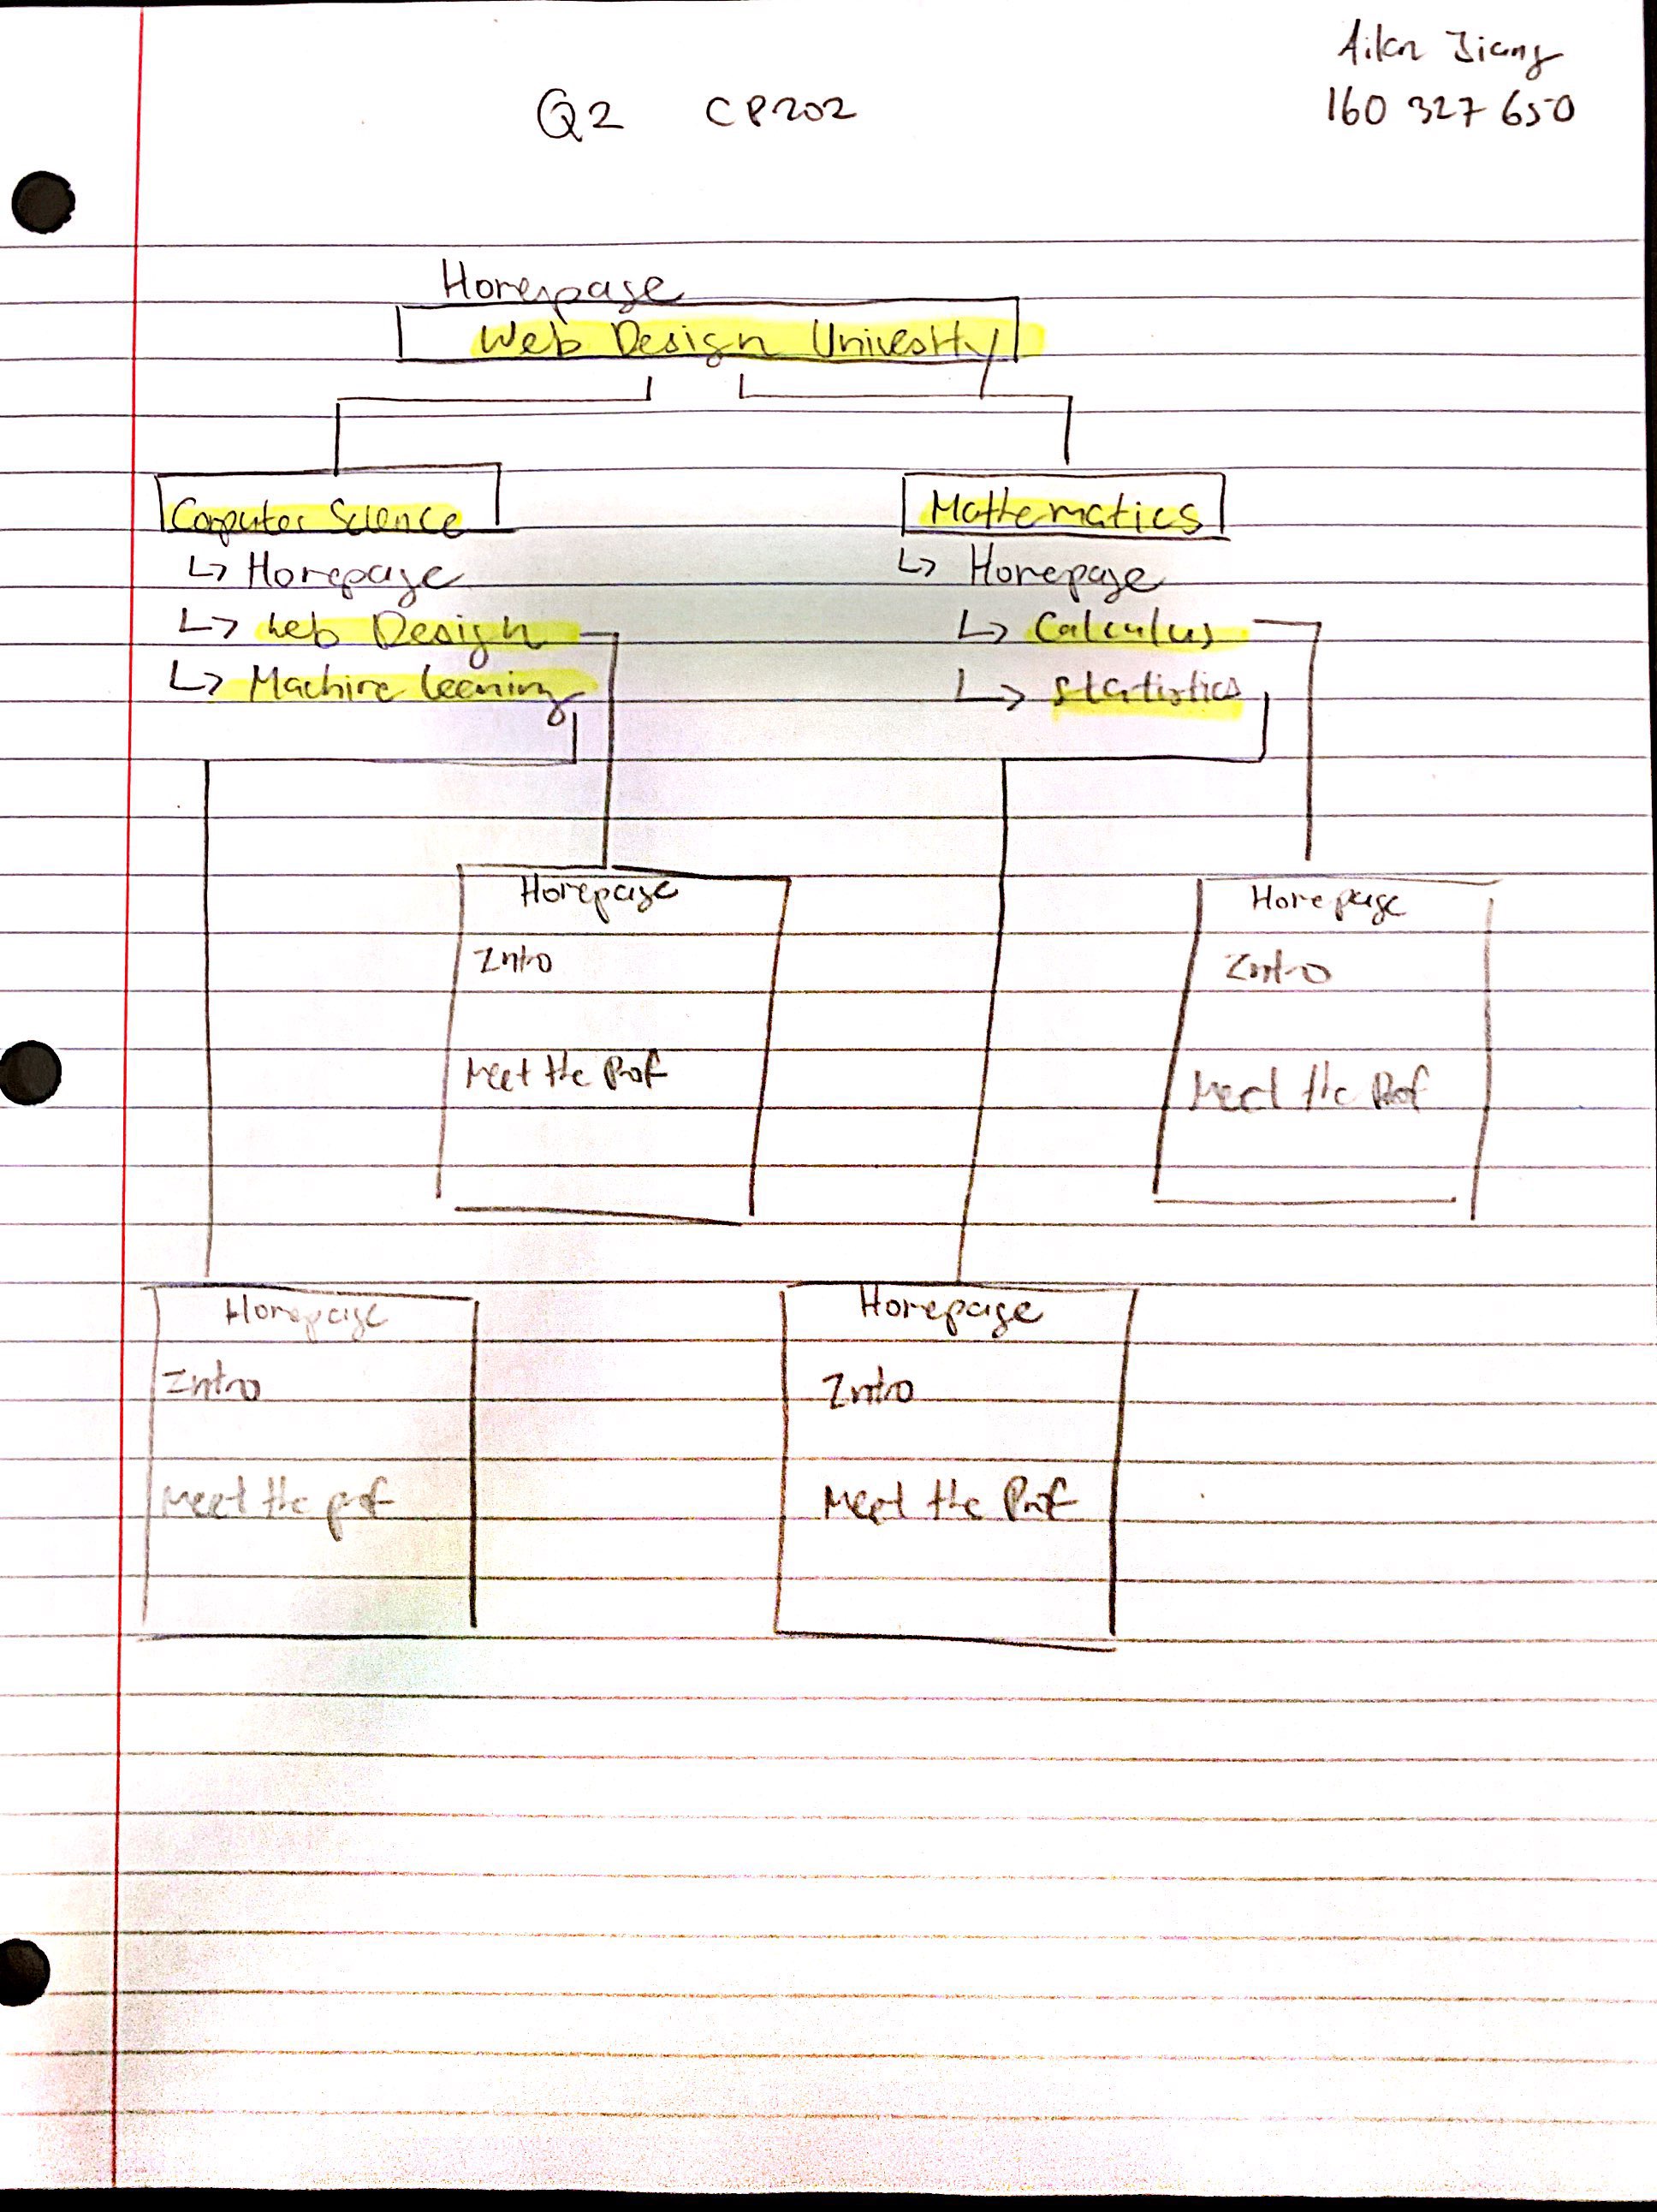 Jiang
160 327 650
Q2 CP202
Homepage
Web Design University
Computer Science
Mathematics
↳ Homepage
↳ Homepage
↳ Web Design
↳ Calculus
↳ Machine learning
↳ statistics
Homepage
Homepage
Intro
Intro
Meet the Prof
Meet the Prof
Homepage
Homepage
Intro
Intro
Meet the prof
Meet the Prof